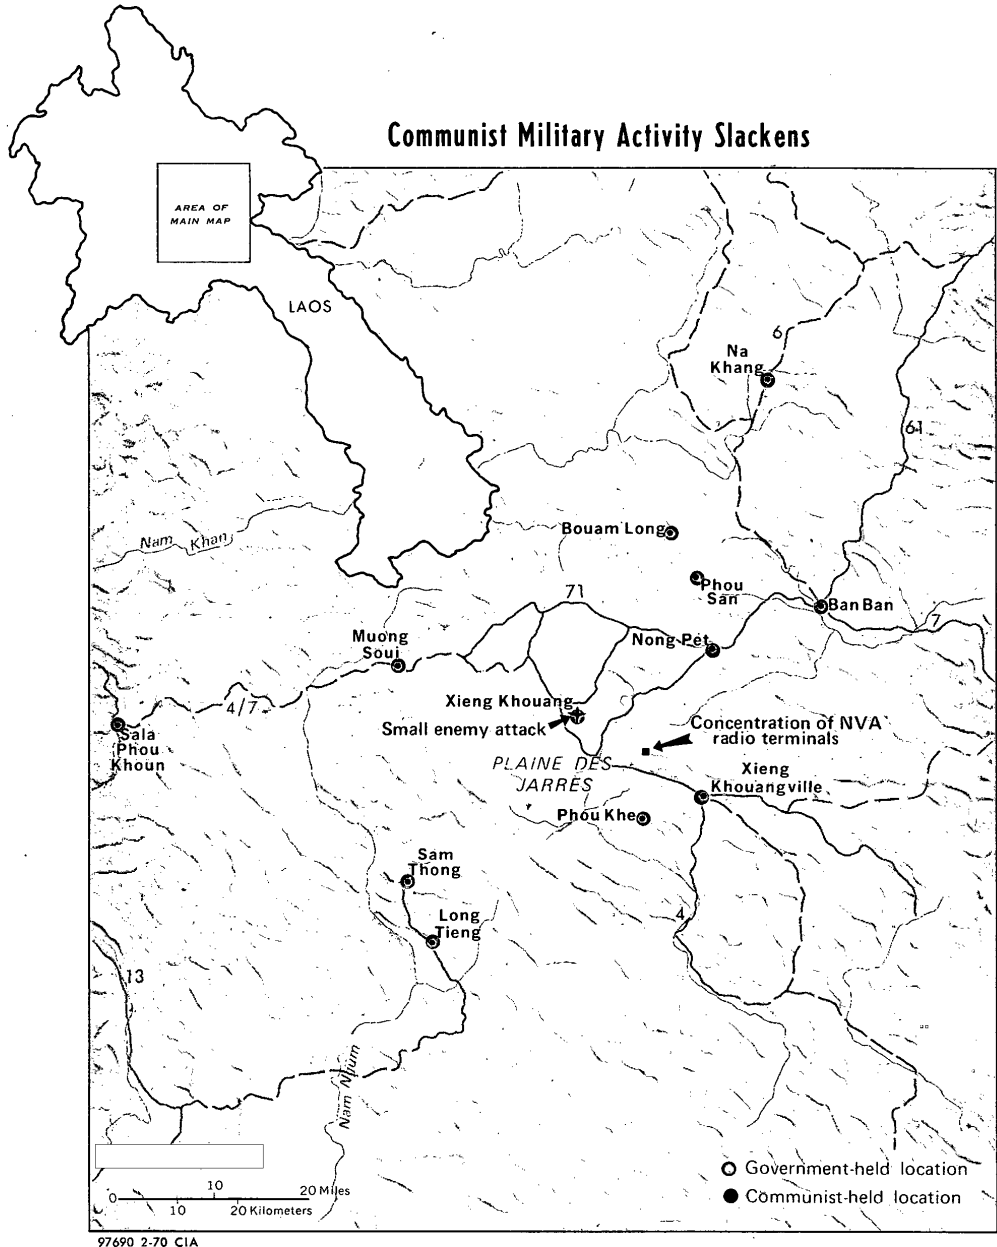 Communist Military Activity Slackens
AREA OF
MAIN MAP
LAOS
6
Na
Khang
61
Bouam Long
Nam Khan
Phou
San
71
Ban Ban
7
Muong
Soui
Nong Pet
4/7
Xieng Khouang
Small enemy attack
Concentration of NVA
radio terminals
Sala
Phou
Khoun
PLAINE DES
JARRES
Xieng
Khouangville
Phou Khe
Sam
Thong
Long
Tieng
4
13
Nam Ngum
Government-held location
Communist-held location
0 10 20 Miles
10 20 Kilometers
97690 2-70 CIA